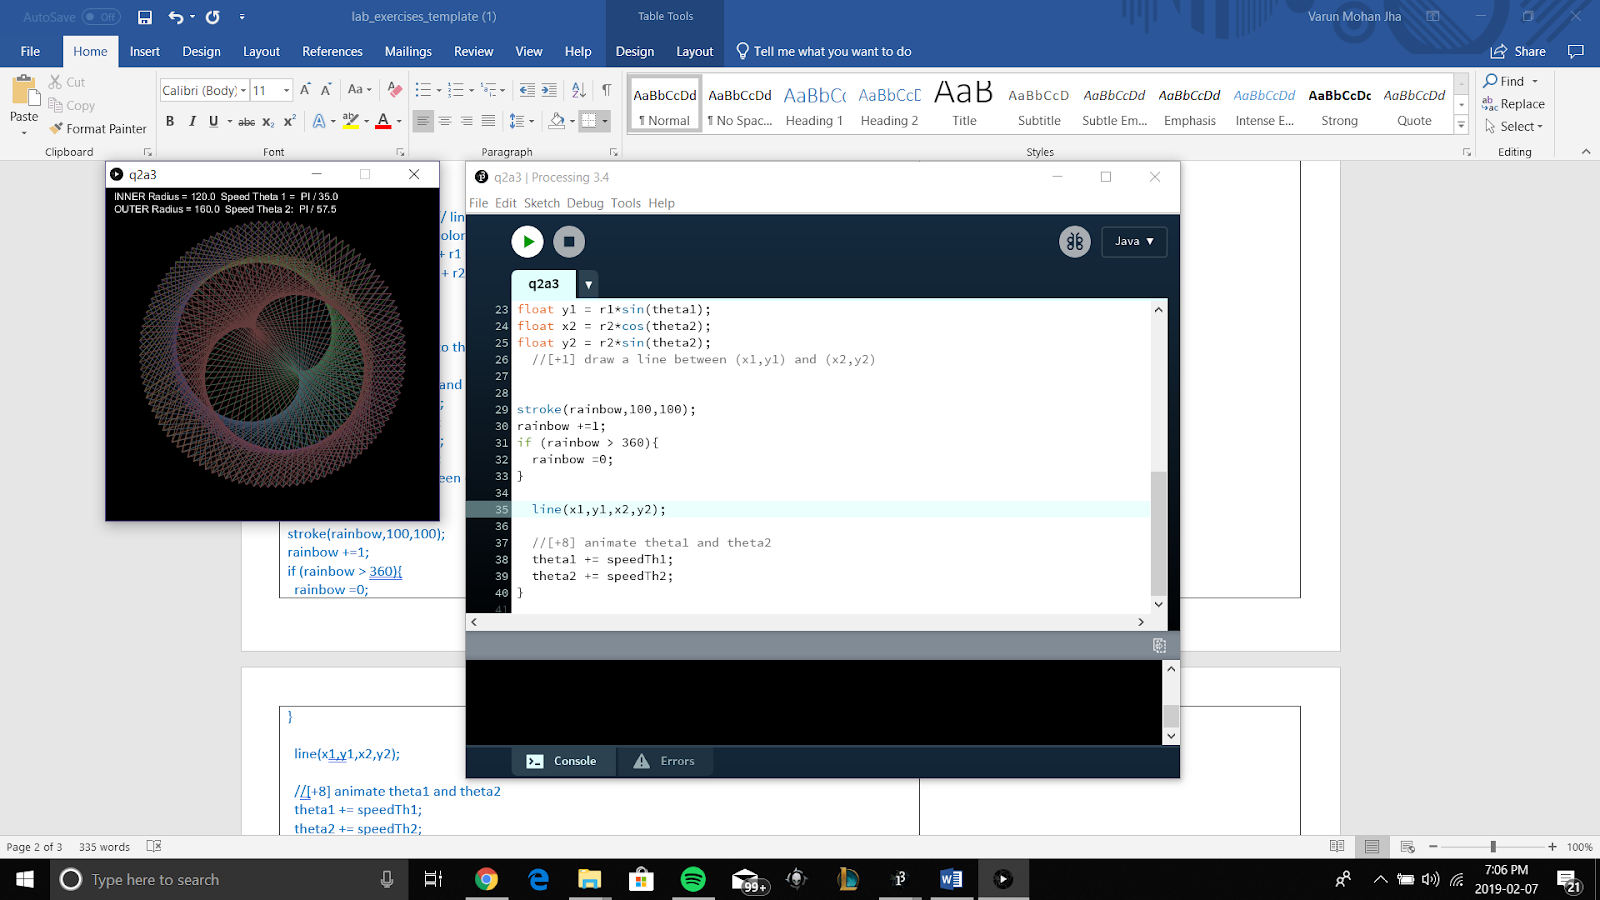 AutoSave Off
lab_exercises_template (1)
Table Tools
Varun Mohan Jha
File Home Insert Design Layout References Mailings Review View Help Design Layout Tell me what you want to do Share
Paste
Cut
Copy
Format Painter
Calibri (Body) 11
Aa
B I U abc x₂ x²
AaBbCcDd AaBbCcDd AaBbC( AaBbCcE AaB AaBbCcD AaBbCcDd AaBbCcDd AaBbCcDd AaBbCcDc AaBbCcDd
¶ Normal ¶ No Spac... Heading 1 Heading 2 Title Subtitle Subtle Em... Emphasis Intense E... Strong Quote
Find
Replace
Select
Clipboard Font Paragraph Styles Editing
q2a3
INNER Radius = 120.0 Speed Theta 1 = PI / 35.0
OUTER Radius = 160.0 Speed Theta 2: PI / 57.5
/ lin
olor
+ r1
+ r2
o th
and
;
;
een
stroke(rainbow,100,100);
rainbow +=1;
if (rainbow > 360){
rainbow =0;
}
line(x1,y1,x2,y2);
//[+8] animate theta1 and theta2
theta1 += speedTh1;
theta2 += speedTh2;
q2a3 | Processing 3.4
File Edit Sketch Debug Tools Help
Java ▼
q2a3 ▼
23 float y1 = r1*sin(theta1);
24 float x2 = r2*cos(theta2);
25 float y2 = r2*sin(theta2);
26 //[+1] draw a line between (x1,y1) and (x2,y2)
27
28
29 stroke(rainbow,100,100);
30 rainbow +=1;
31 if (rainbow > 360){
32 rainbow =0;
33 }
34
35 line(x1,y1,x2,y2);
36
37 //[+8] animate theta1 and theta2
38 theta1 += speedTh1;
39 theta2 += speedTh2;
40 }
41
Console Errors
Page 2 of 3 335 words
100%
Type here to search
99+
7:06 PM
2019-02-07
21